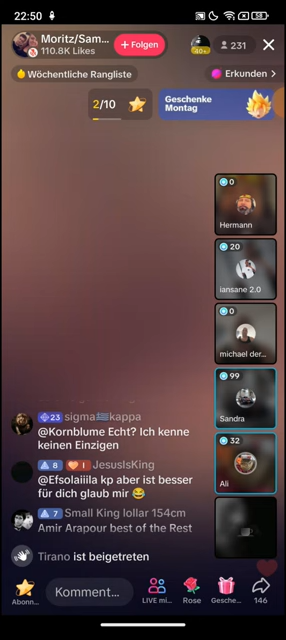 22:50
58
Moritz/Sam...
110.8K Likes
+ Folgen
40+
231
Wöchentliche Rangliste
Erkunden >
2/10
Geschenke
Montag
0
Hermann
20
iansane 2.0
0
michael der...
99
Sandra
32
Ali
23 sigma🇬🇷kappa
@Kornblume Echt? Ich kenne
keinen Einzigen
8 1 JesusIsKing
@Efsolaiiila kp aber ist besser
für dich glaub mir 😂
7 Small King lollar 154cm
Amir Arapour best of the Rest
Tirano ist beigetreten
Abonn...
Komment...
LIVE mi...
Rose
Gesche...
146